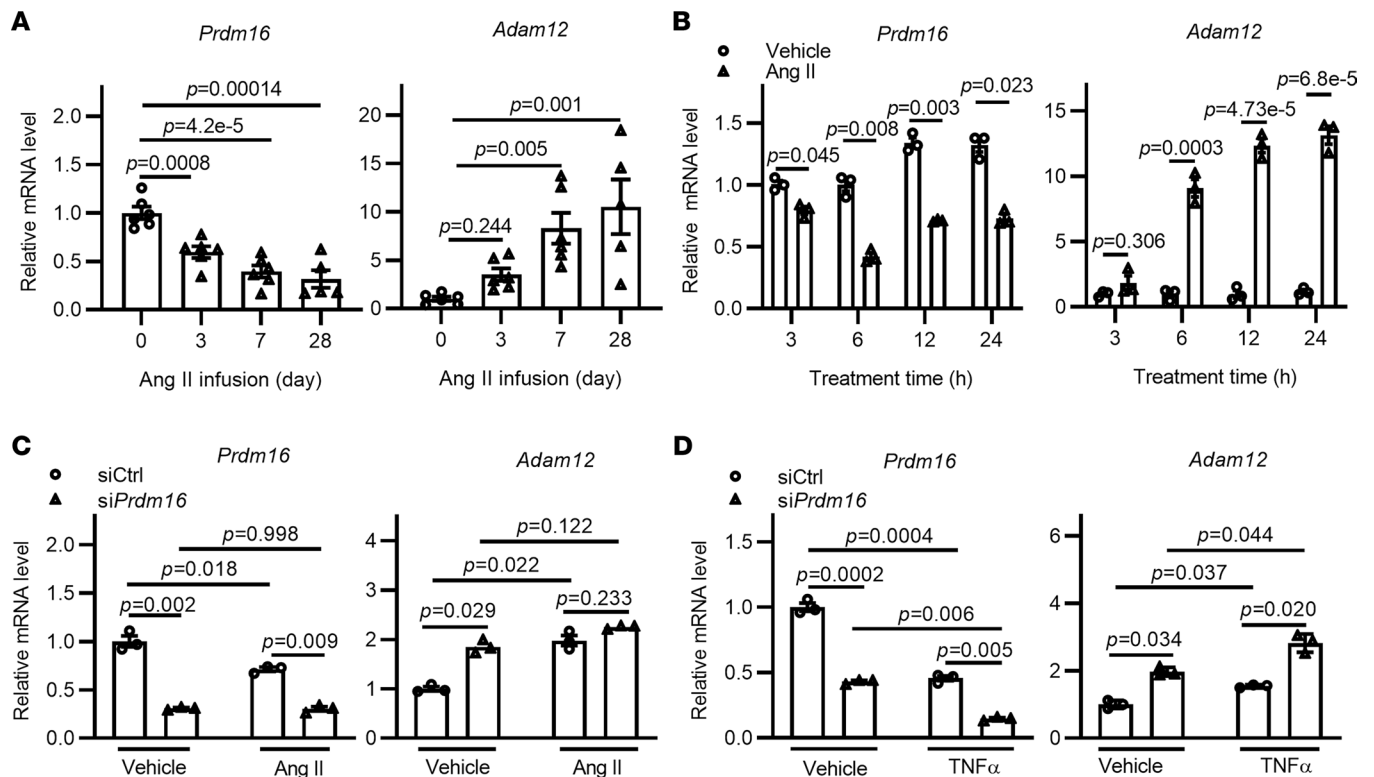 A
Prdm16
Relative mRNA level
2.0
1.5
1.0
0.5
0.0
p=0.00014
p=4.2e-5
p=0.0008
0 3 7 28
Ang II infusion (day)
Adam12
20
15
10
5
0
p=0.001
p=0.005
p=0.244
0 3 7 28
Ang II infusion (day)
B
Vehicle
Ang II
Prdm16
Relative mRNA level
1.5
1.0
0.5
0.0
p=0.045
p=0.008
p=0.003
p=0.023
3 6 12 24
Treatment time (h)
Adam12
15
10
5
0
p=0.306
p=0.0003
p=4.73e-5
p=6.8e-5
3 6 12 24
Treatment time (h)
C
siCtrl
siPrdm16
Prdm16
Relative mRNA level
2.0
1.5
1.0
0.5
0.0
p=0.998
p=0.018
p=0.002
p=0.009
Vehicle Ang II
Adam12
4
3
2
1
0
p=0.122
p=0.022
p=0.029
p=0.233
Vehicle Ang II
D
siCtrl
siPrdm16
Prdm16
Relative mRNA level
1.5
1.0
0.5
0.0
p=0.0004
p=0.0002
p=0.006
p=0.005
Vehicle TNFα
Adam12
6
4
2
0
p=0.044
p=0.037
p=0.034
p=0.020
Vehicle TNFα